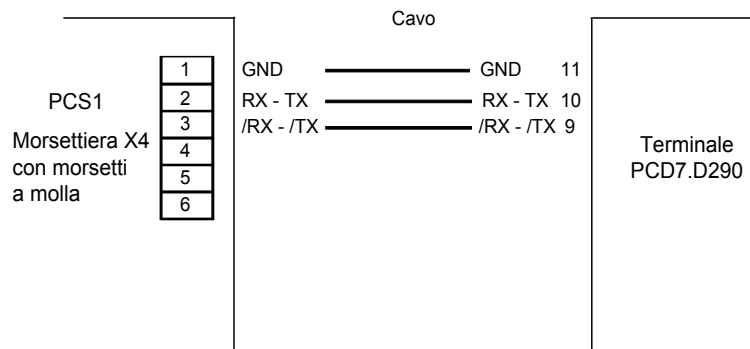 Cavo
1 GND GND 11
2 RX - TX RX - TX 10
3 /RX - /TX /RX - /TX 9
4
5
6
PCS1
Morsettiera X4
con morsetti
a molla
Terminale
PCD7.D290